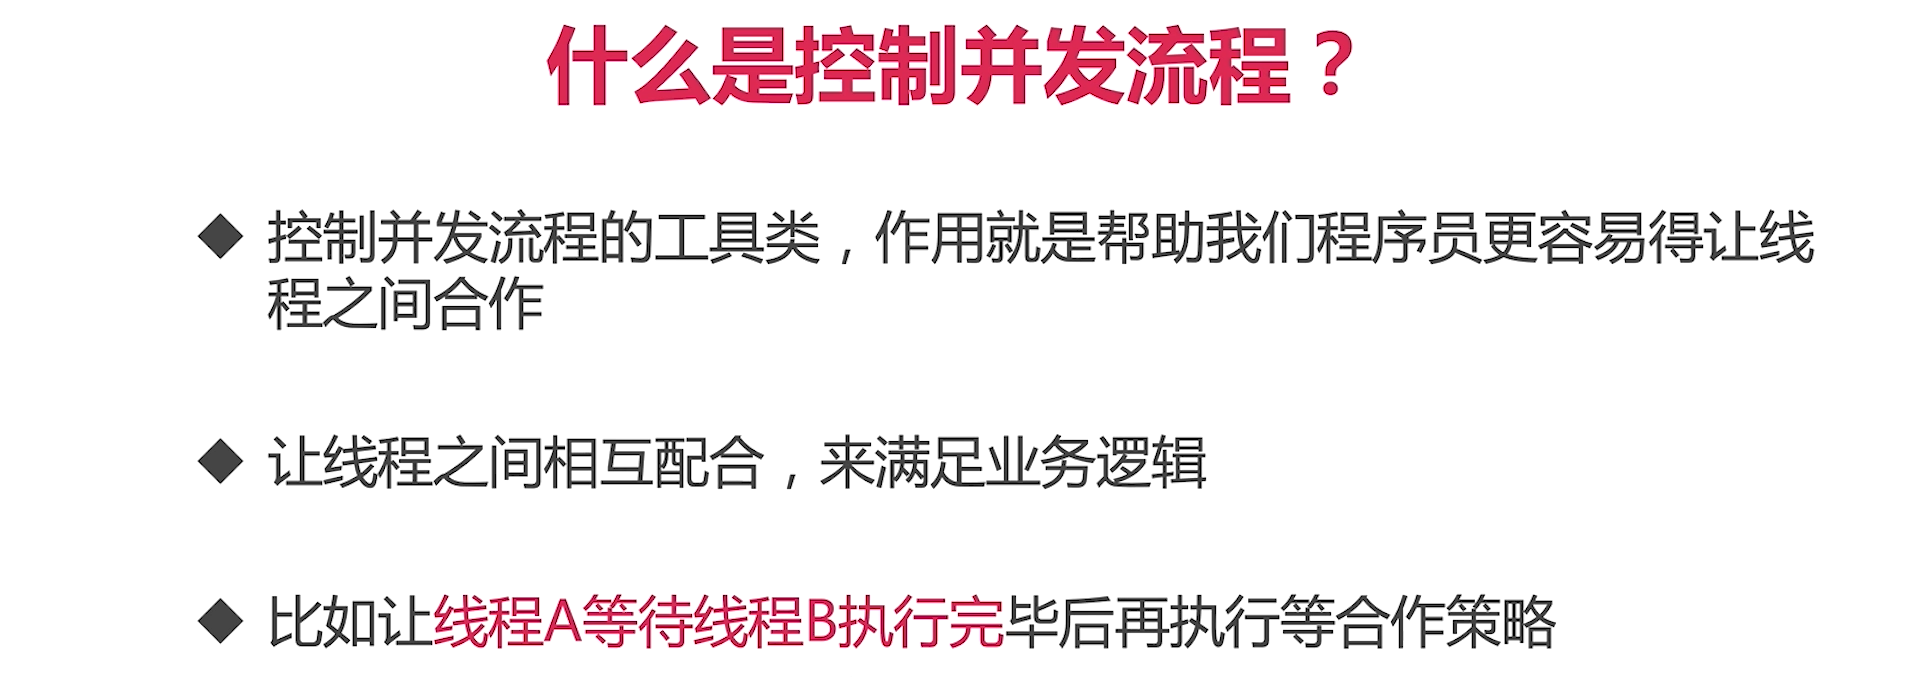 什么是控制并发流程？
◆ 控制并发流程的工具类，作用就是帮助我们程序员更容易得让线
程之间合作
◆ 让线程之间相互配合，来满足业务逻辑
◆ 比如让线程A等待线程B执行完毕后再执行等合作策略